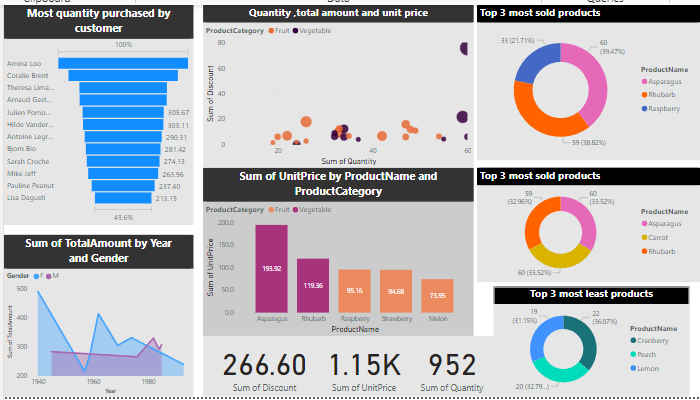 Data
Queries
Most quantity purchased by
customer
100%
Amina Loo
Coralie Brent
Theresa Lima...
Arnaud Gast...
Julien Pomo...
305.67
Hilde Vander...
303.11
Antoine Legr...
290.31
Bjorn Bio
281.42
Sarah Croche
274.13
Mike Jeff
263.96
Pauline Peanut
237.40
Lisa Dagusti
213.15
43.6%
Sum of TotalAmount by Year
and Gender
Gender F M
Sum of TotalAmount
500
400
300
200
1940
1960
1980
Year
Quantity ,total amount and unit price
ProductCategory Fruit Vegetable
Sum of Discount
80
60
40
20
0
20
40
60
Sum of Quantity
Sum of UnitPrice by ProductName and
ProductCategory
ProductCategory Fruit Vegetable
Sum of UnitPrice
200.0
150.0
100.0
50.0
0.0
193.92
119.36
95.16
94.68
73.95
Asparagus
Rhubarb
Raspberry
Strawberry
Melon
ProductName
266.60
Sum of Discount
1.15K
Sum of UnitPrice
952
Sum of Quantity
Top 3 most sold products
33 (21.71%)
60
(39.47%)
59 (38.82%)
ProductName
Asparagus
Rhubarb
Raspberry
Top 3 most sold products
59
(32.96%)
60
(33.52%)
60 (33.52%)
ProductName
Asparagus
Carrot
Rhubarb
Top 3 most least products
19
(31.15%)
22
(36.07%)
20 (32.79...)
ProductName
Cranberry
Peach
Lemon